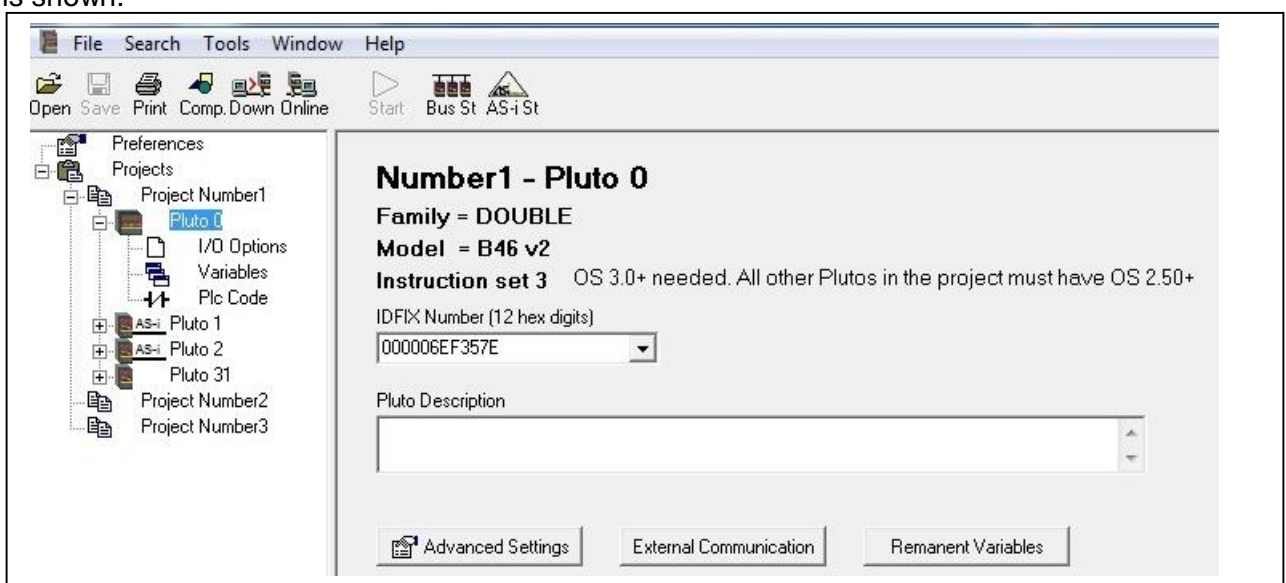 is shown:
File Search Tools Window Help
Open Save Print Comp. Down Online Start Bus St AS-i St
Preferences
Projects
Project Number1
Pluto 0
I/O Options
Variables
Plc Code
AS-i Pluto 1
AS-i Pluto 2
Pluto 31
Project Number2
Project Number3
Number1 - Pluto 0
Family = DOUBLE
Model = B46 v2
Instruction set 3 OS 3.0+ needed. All other Plutos in the project must have OS 2.50+
IDFIX Number (12 hex digits)
000006EF357E
Pluto Description
Advanced Settings External Communication Remanent Variables